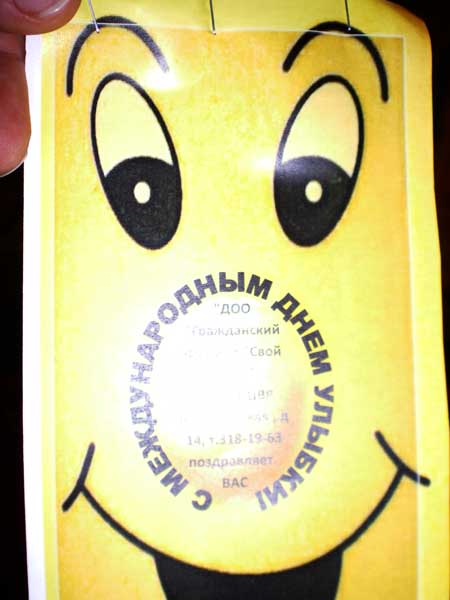 С МЕЖДУНАРОДНЫМ ДНЕМ УЛЫБКИ!
"ДОО
"Гражданский
Свой
д
14, т.318-19-63
поздравляет
ВАС